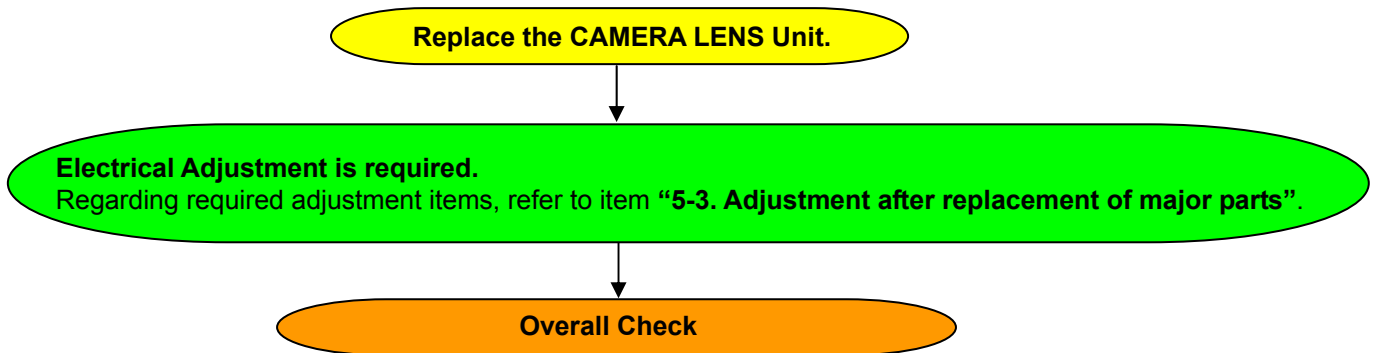 Replace the CAMERA LENS Unit.
Electrical Adjustment is required.
Regarding required adjustment items, refer to item “5-3. Adjustment after replacement of major parts”.
Overall Check